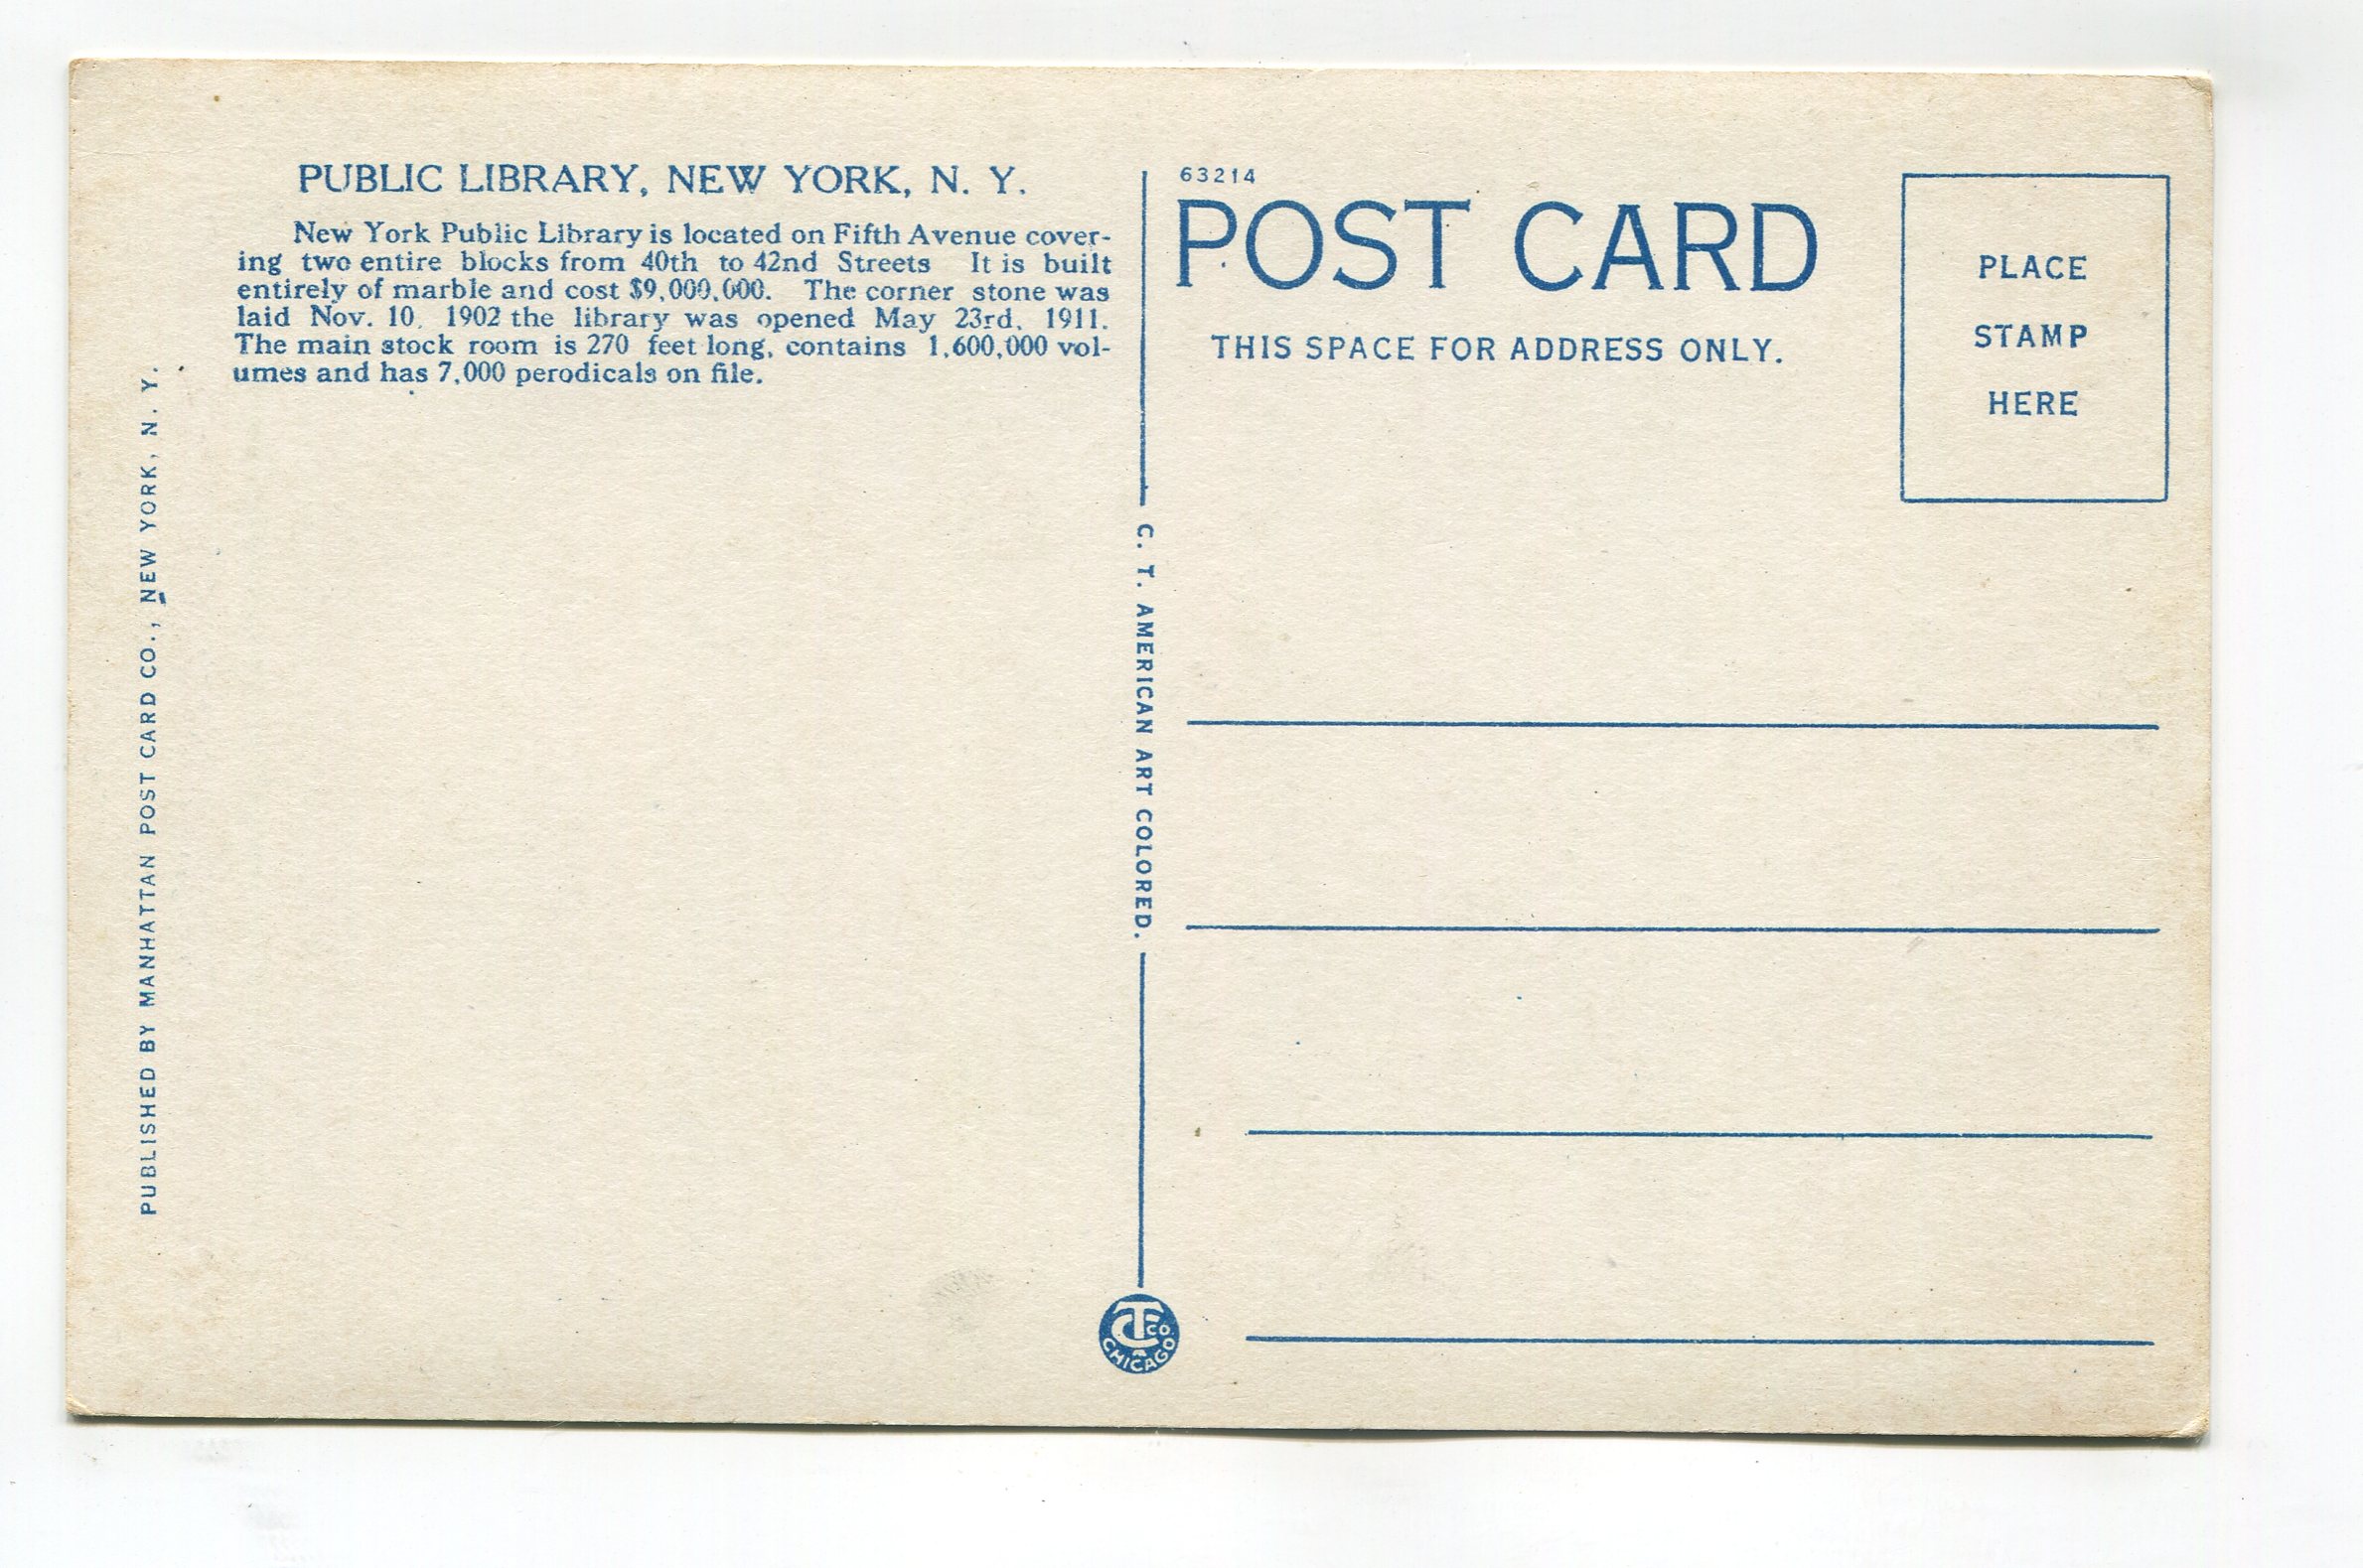 PUBLIC LIBRARY, NEW YORK, N. Y.
New York Public Library is located on Fifth Avenue cover-
ing two entire blocks from 40th to 42nd Streets It is built
entirely of marble and cost $9,000,000. The corner stone was
laid Nov. 10, 1902 the library was opened May 23rd, 1911.
The main stock room is 270 feet long, contains 1,600,000 vol-
umes and has 7,000 perodicals on file.
PUBLISHED BY MANHATTAN POST CARD CO., NEW YORK, N. Y.
C. T. AMERICAN ART COLORED.
CT CO.
CHICAGO
63214
POST CARD
THIS SPACE FOR ADDRESS ONLY.
PLACE
STAMP
HERE